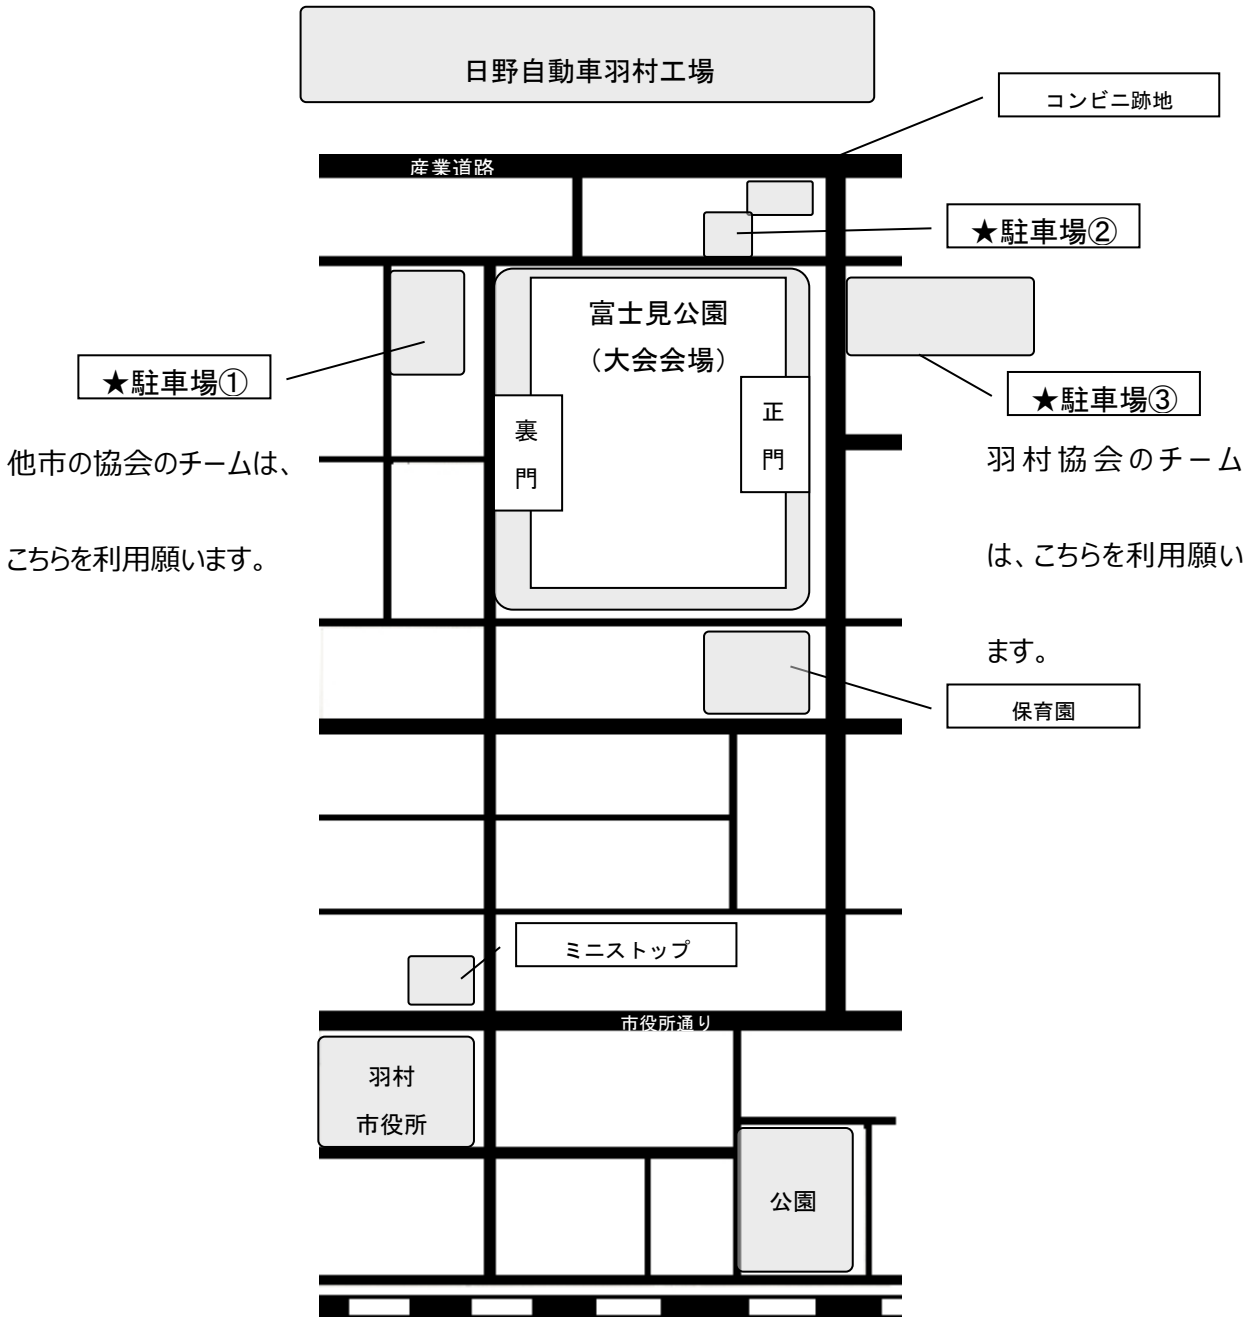 日野自動車羽村工場
コンビニ跡地
産業道路
★駐車場②
富士見公園
（大会会場）
★駐車場①
★駐車場③
裏
門
正
門
他市の協会のチームは、
こちらを利用願います。
羽村協会のチーム
は、こちらを利用願い
ます。
保育園
ミニストップ
市役所通り
羽村
市役所
公園